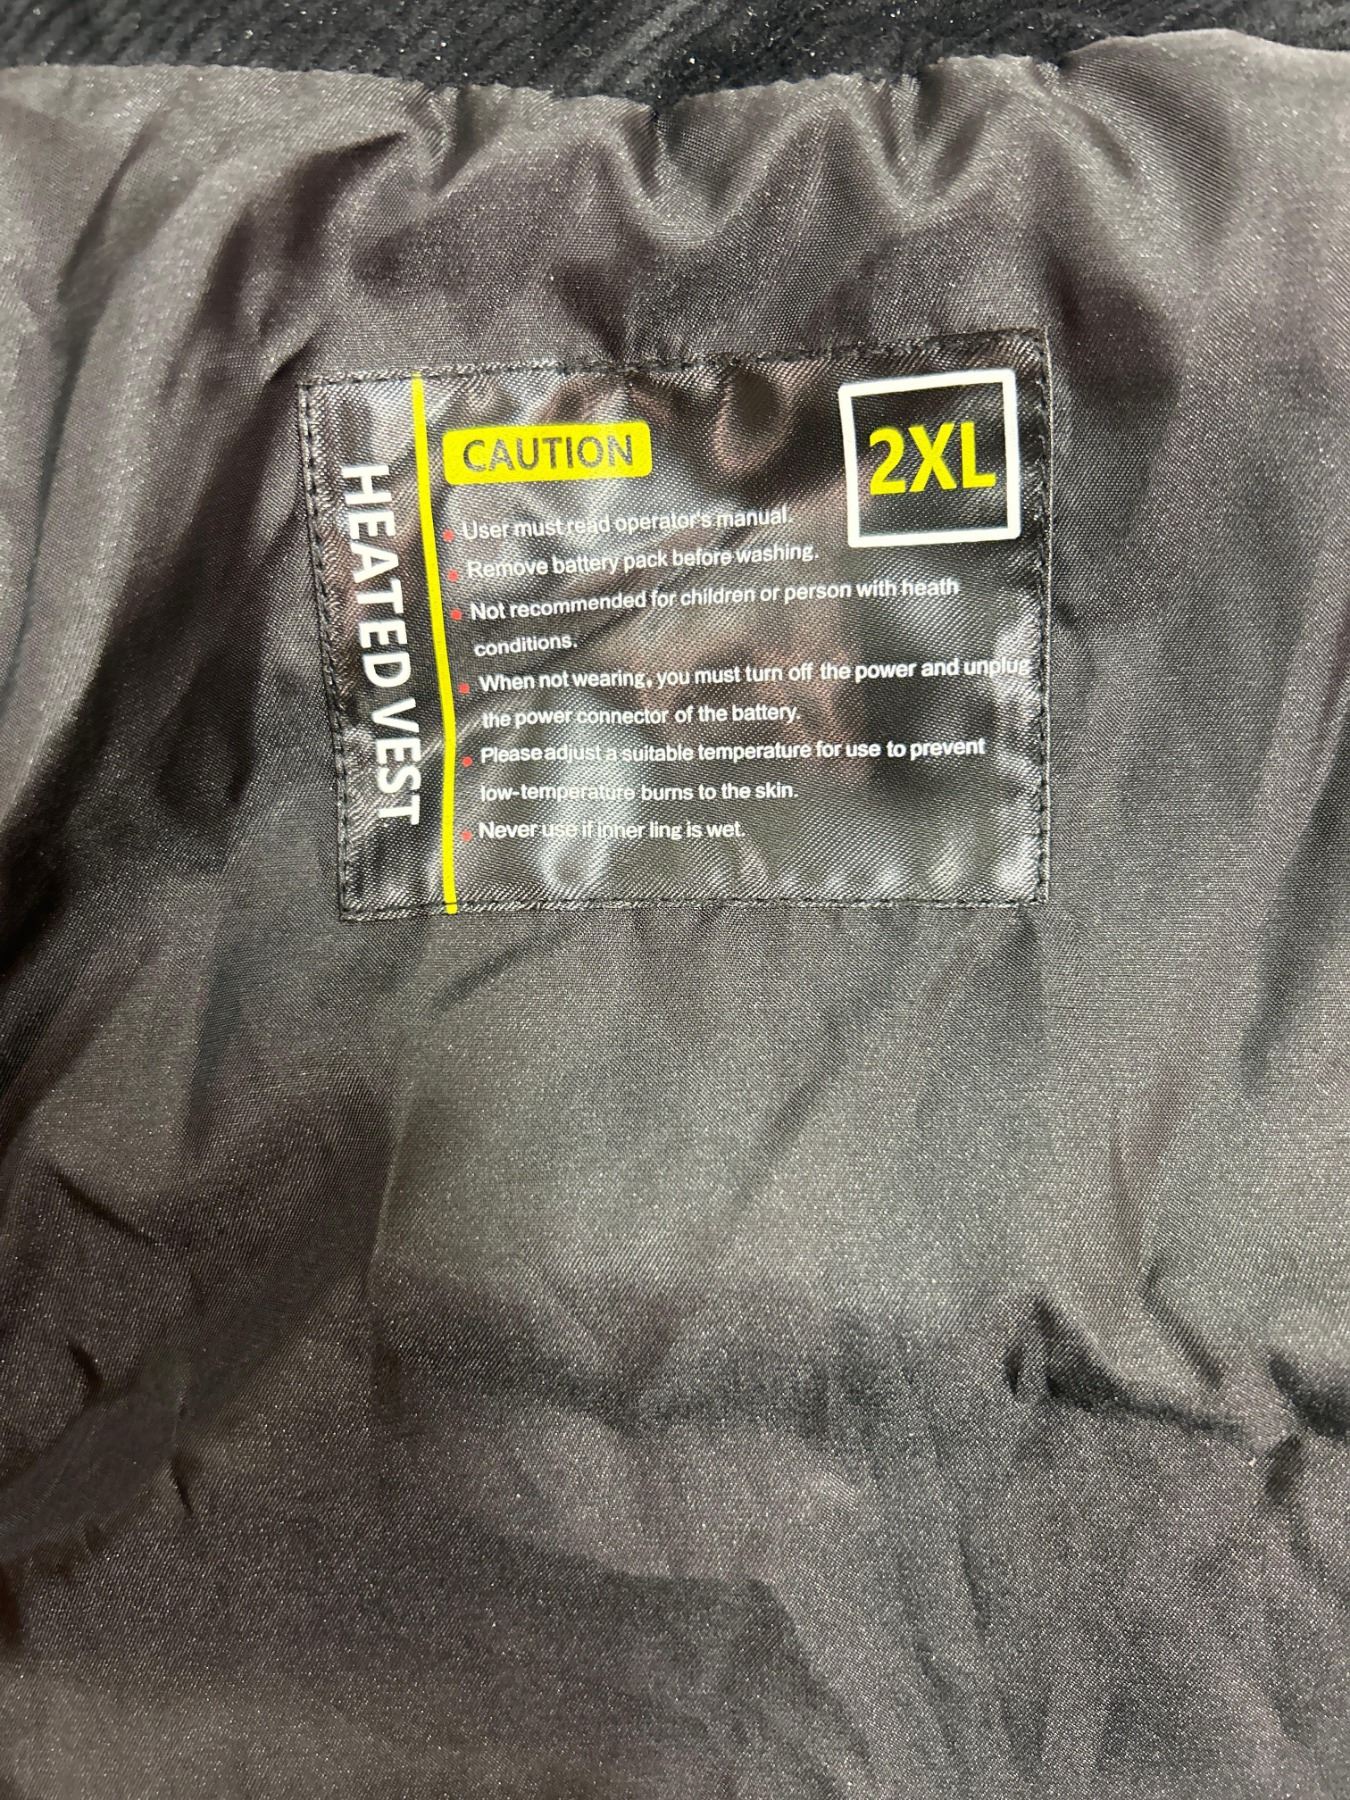 HEATED VEST
CAUTION
2XL
User must read operator's manual.
Remove battery pack before washing.
Not recommended for children or person with heath
conditions.
When not wearing, you must turn off the power and unplug
the power connector of the battery.
Please adjust a suitable temperature for use to prevent
low-temperature burns to the skin.
Never use if inner ling is wet.